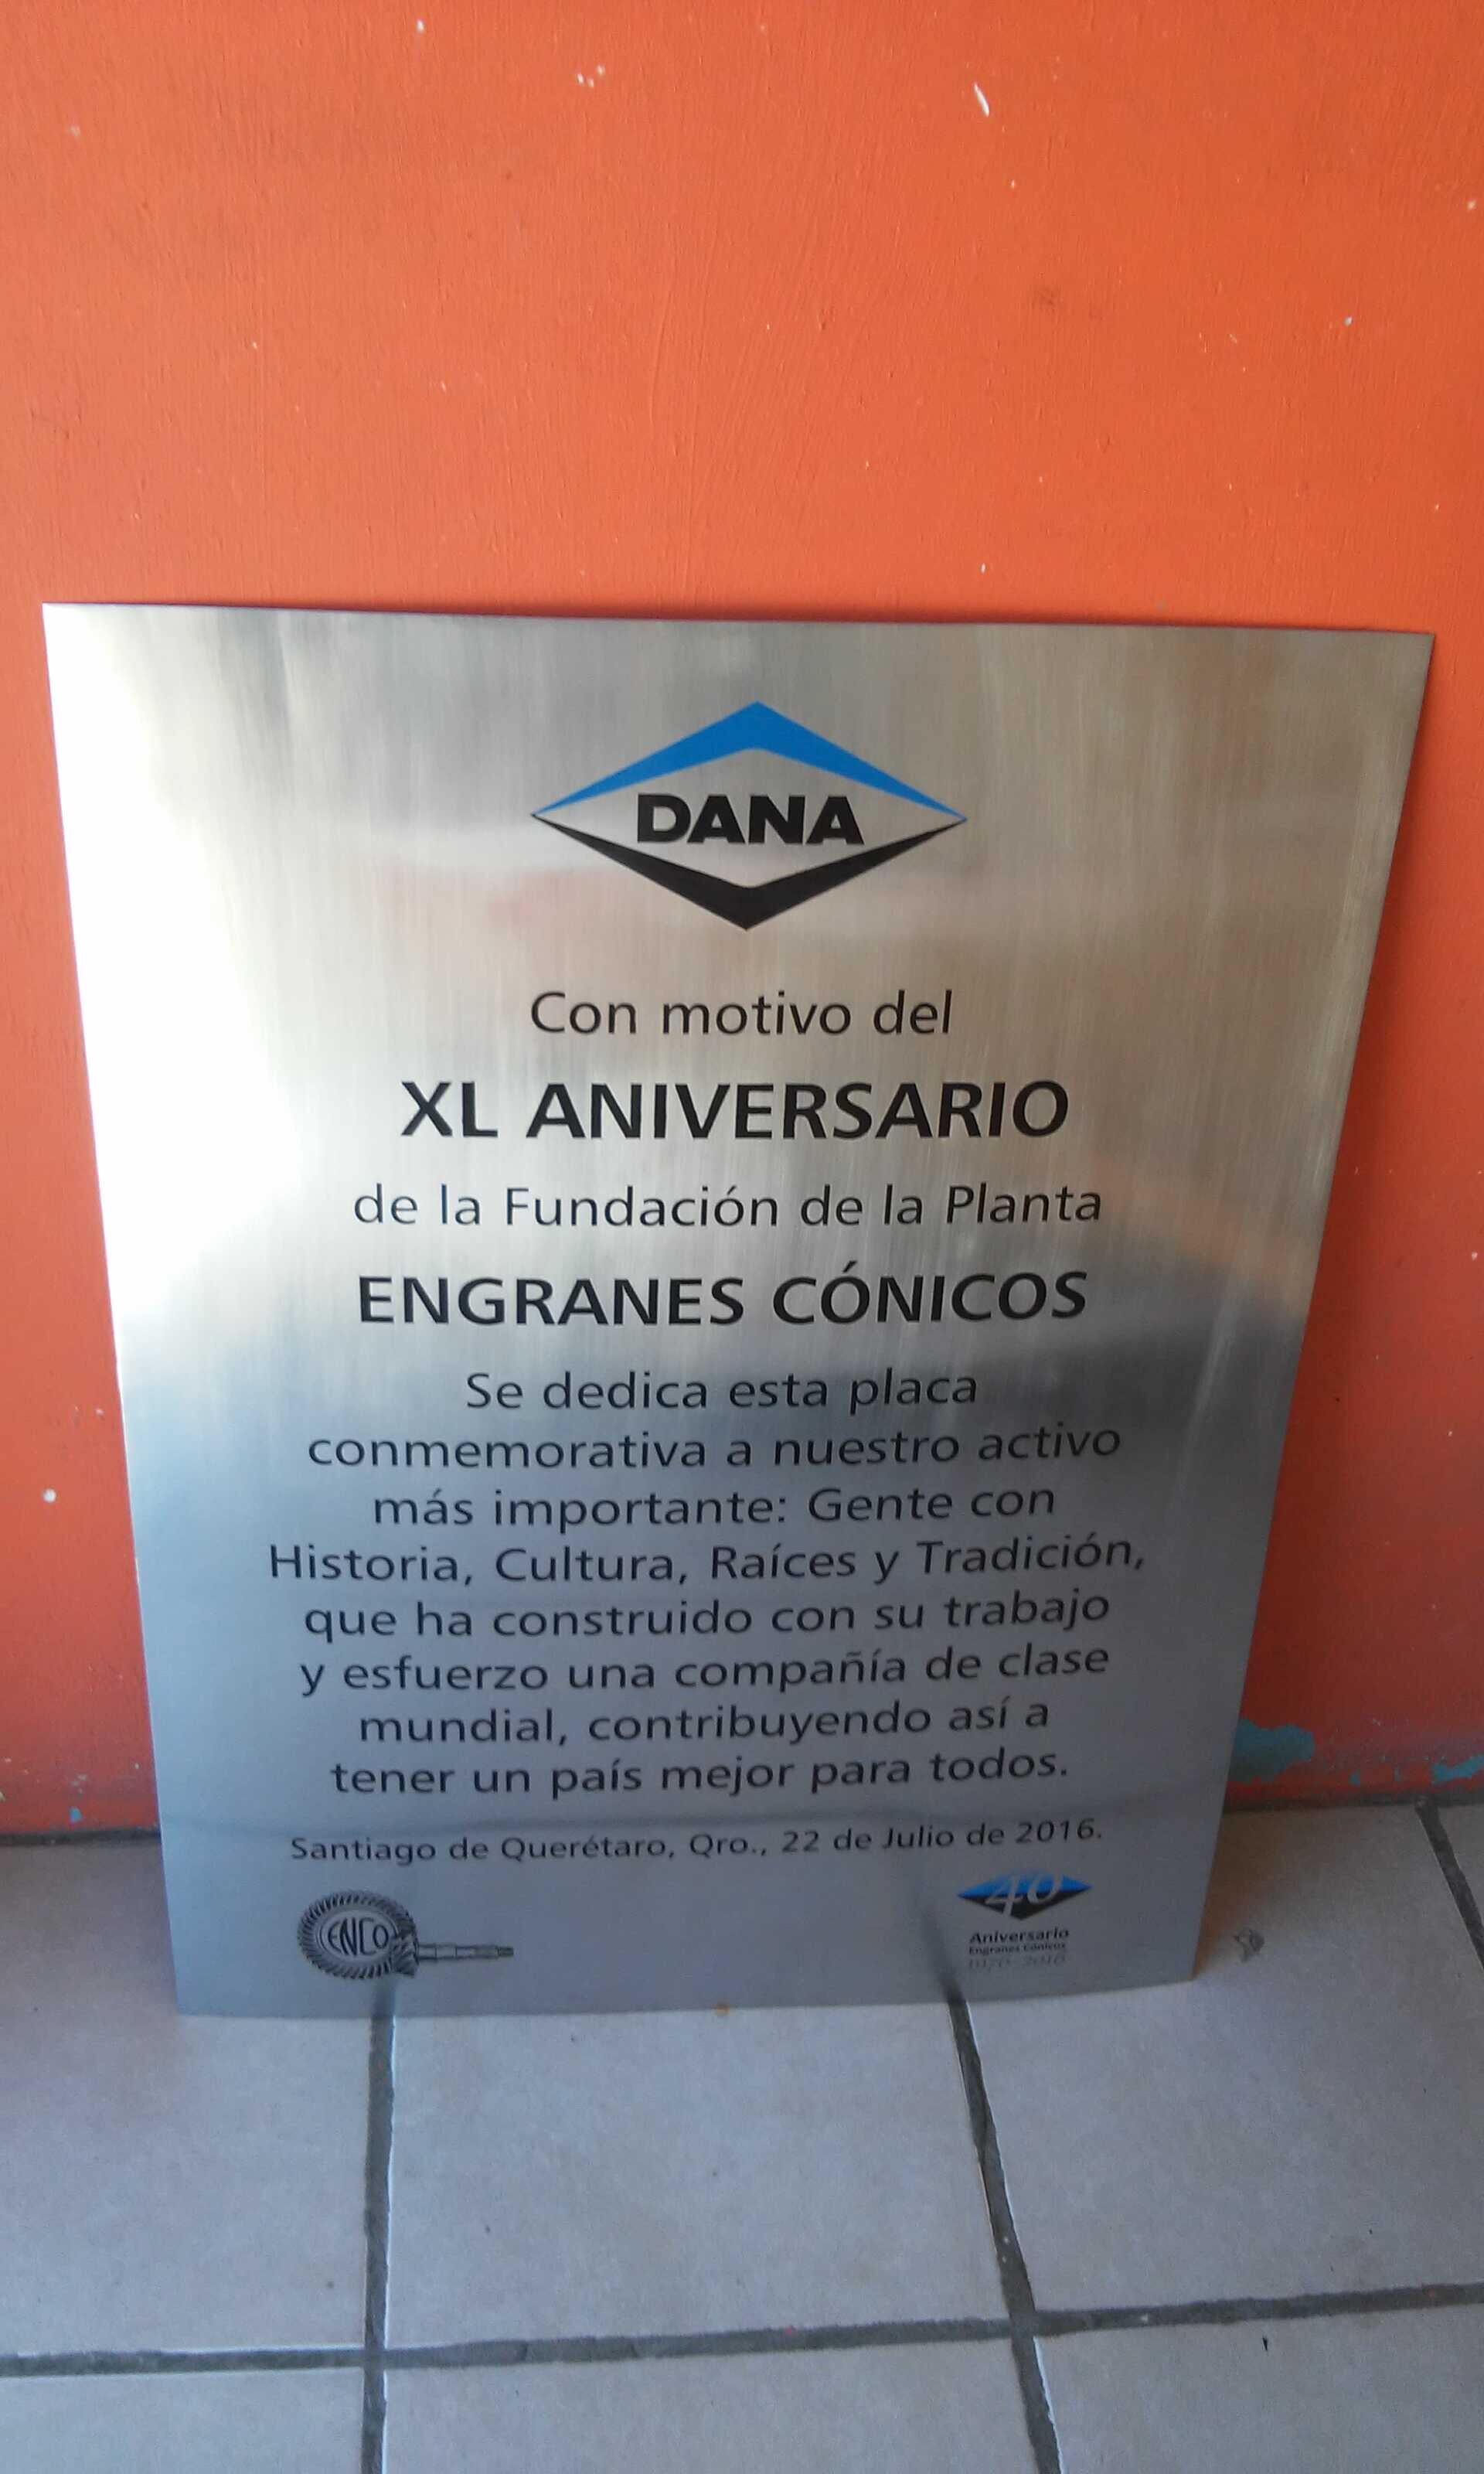 DANA
Con motivo del
XL ANIVERSARIO
de la Fundación de la Planta
ENGRANES CÓNICOS
Se dedica esta placa
conmemorativa a nuestro activo
más importante: Gente con
Historia, Cultura, Raíces y Tradición,
que ha construido con su trabajo
y esfuerzo una compañía de clase
mundial, contribuyendo así a
tener un país mejor para todos.
Santiago de Querétaro, Qro., 22 de Julio de 2016.
ENCO
40
Aniversario
Engranes Cónicos
1976-2016